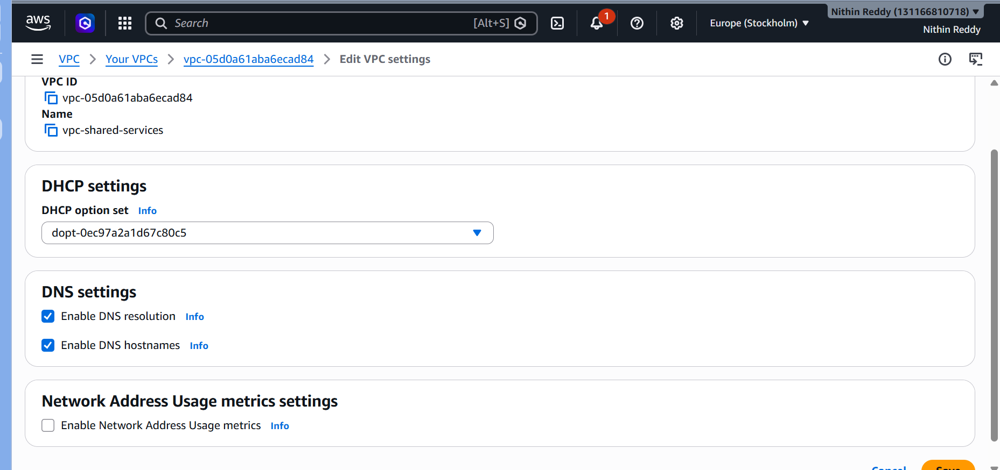 aws
Search [Alt+S]
1
Europe (Stockholm)
Nithin Reddy (131166810718)
Nithin Reddy
VPC
Your VPCs
vpc-05d0a61aba6ecad84
Edit VPC settings
VPC ID
vpc-05d0a61aba6ecad84
Name
vpc-shared-services
DHCP settings
DHCP option set Info
dopt-0ec97a2a1d67c80c5
DNS settings
Enable DNS resolution Info
Enable DNS hostnames Info
Network Address Usage metrics settings
Enable Network Address Usage metrics Info
Cancel Save